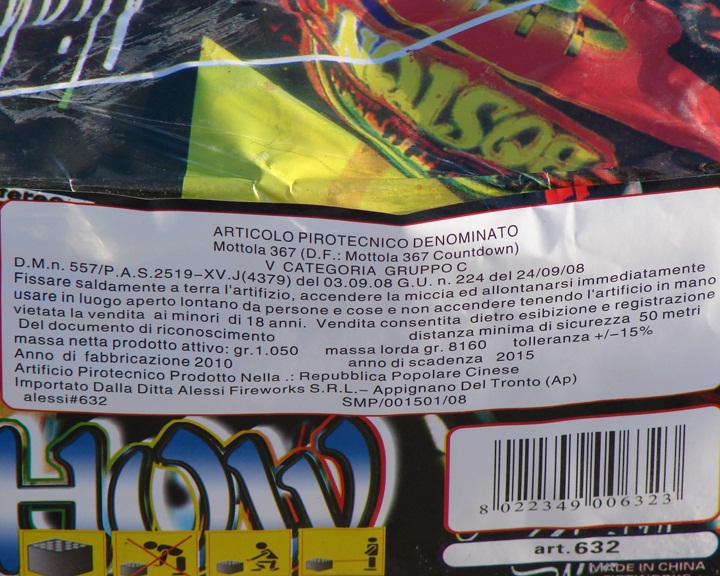 BOSTON
ARTICOLO PIROTECNICO DENOMINATO
Mottola 367 (D.F.: Mottola 367 Countdown)
V CATEGORIA GRUPPO C
D.M.n. 557/P.A.S.2519-XV.J(4379) del 03.09.08 G.U. n. 224 del 24/09/08
Fissare saldamente a terra l'artifizio, accendere la miccia ed allontanarsi immediatamente
usare in luogo aperto lontano da persone e cose e non accendere tenendo l'artificio in mano
vietata la vendita ai minori di 18 anni. Vendita consentita dietro esibizione e registrazione
Del documento di riconoscimento distanza minima di sicurezza 50 metri
massa netta prodotto attivo: gr.1.050 massa lorda gr. 8160 tolleranza +/-15%
Anno di fabbricazione 2010 anno di scadenza 2015
Artificio Pirotecnico Prodotto Nella .: Repubblica Popolare Cinese
Importato Dalla Ditta Alessi Fireworks S.R.L.- Appignano Del Tronto (Ap)
alessi#632 SMP/001501/08
HOW
8 022349 006323
art.632
MADE IN CHINA